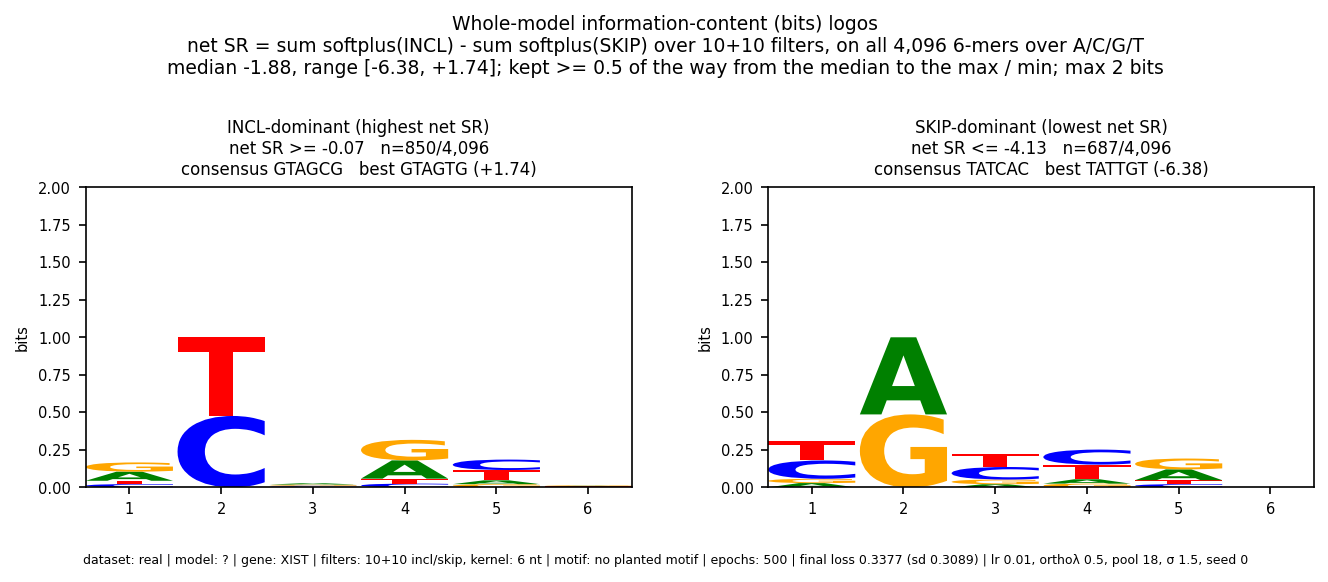 Whole-model information-content (bits) logos
net SR = sum softplus(INCL) - sum softplus(SKIP) over 10+10 filters, on all 4,096 6-mers over A/C/G/T
median -1.88, range [-6.38, +1.74]; kept >= 0.5 of the way from the median to the max / min; max 2 bits
INCL-dominant (highest net SR)
net SR >= -0.07   n=850/4,096
consensus GTAGCG   best GTAGTG (+1.74)
2.00
1.75
1.50
1.25
1.00
0.75
0.50
0.25
0.00
bits
G
A
T
T
C
G
A
T
C
T
A
1 2 3 4 5 6
SKIP-dominant (lowest net SR)
net SR <= -4.13   n=687/4,096
consensus TATCAC   best TATTGT (-6.38)
2.00
1.75
1.50
1.25
1.00
0.75
0.50
0.25
0.00
bits
T
C
G
A
A
G
T
C
G
C
T
A
G
A
T
C
1 2 3 4 5 6
dataset: real | model: ? | gene: XIST | filters: 10+10 incl/skip, kernel: 6 nt | motif: no planted motif | epochs: 500 | final loss 0.3377 (sd 0.3089) | lr 0.01, orthoλ 0.5, pool 18, σ 1.5, seed 0